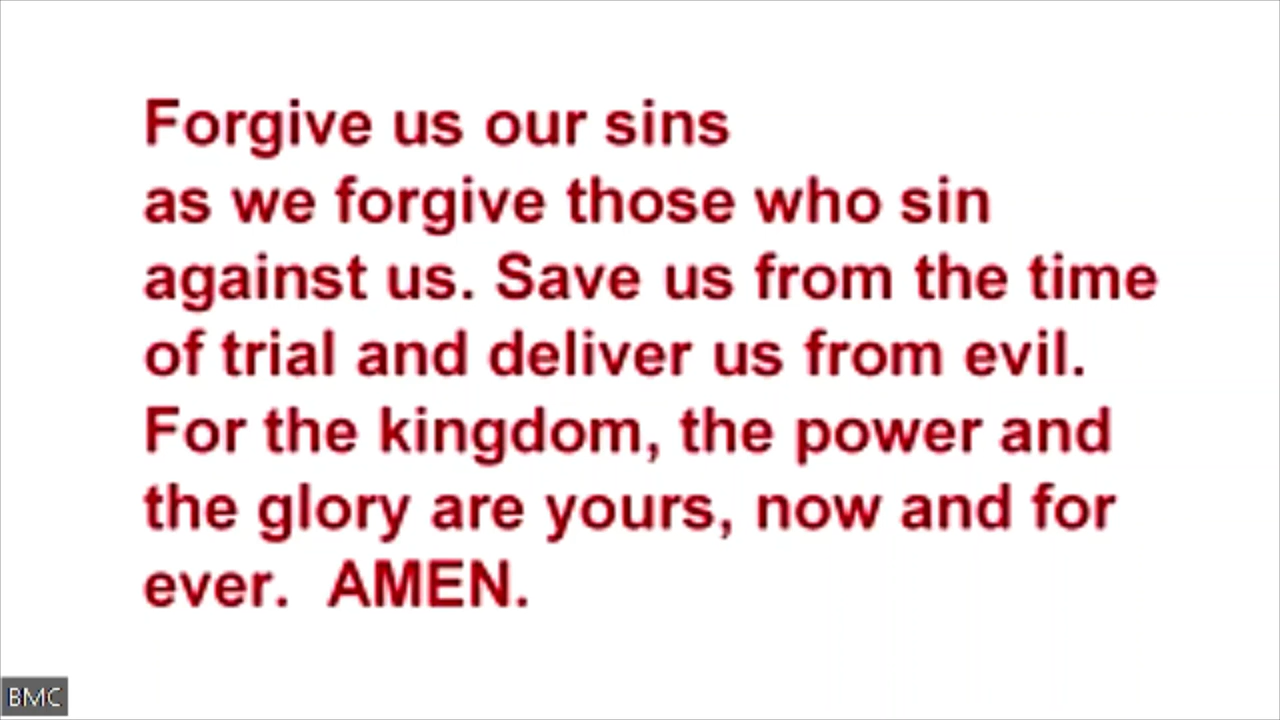 Forgive us our sins
as we forgive those who sin
against us. Save us from the time
of trial and deliver us from evil.
For the kingdom, the power and
the glory are yours, now and for
ever.  AMEN.
BMC